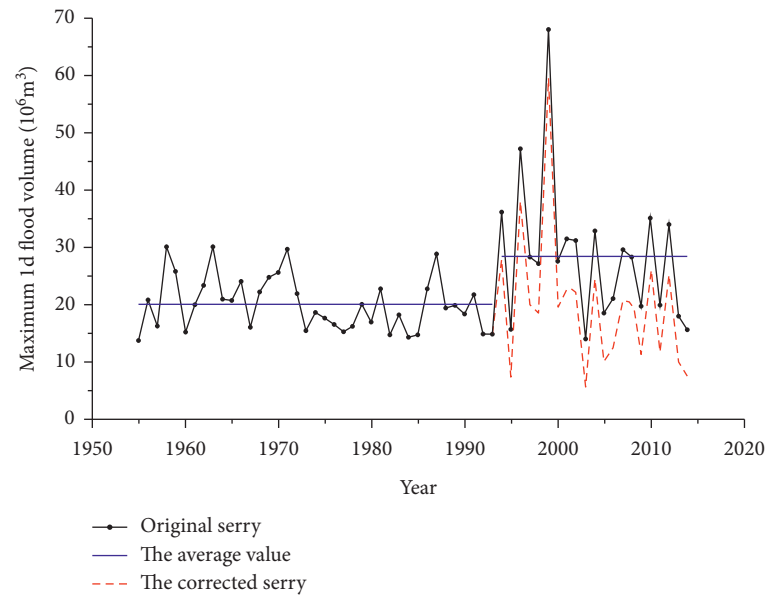 Maximum 1d flood volume (10⁶m³)
70
60
50
40
30
20
10
0
1950 1960 1970 1980 1990 2000 2010 2020
Year
Original serry
The average value
The corrected serry